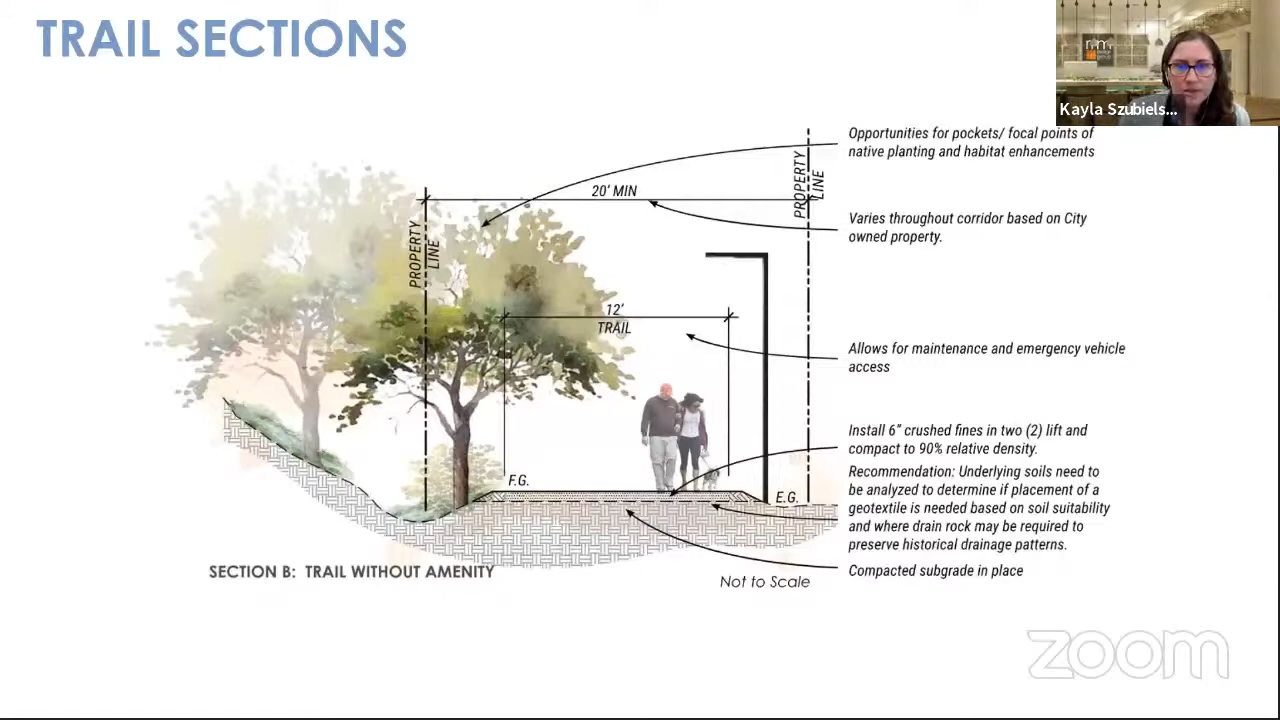 TRAIL SECTIONS
Kayla Szubiels...
Opportunities for pockets/ focal points of
native planting and habitat enhancements
PROPERTY
LINE
20' MIN
Varies throughout corridor based on City
owned property.
PROPERTY
LINE
12'
TRAIL
Allows for maintenance and emergency vehicle
access
Install 6" crushed fines in two (2) lift and
compact to 90% relative density.
F.G.
E.G.
Recommendation: Underlying soils need to
be analyzed to determine if placement of a
geotextile is needed based on soil suitability
and where drain rock may be required to
preserve historical drainage patterns.
Compacted subgrade in place
SECTION B: TRAIL WITHOUT AMENITY
Not to Scale
zoom